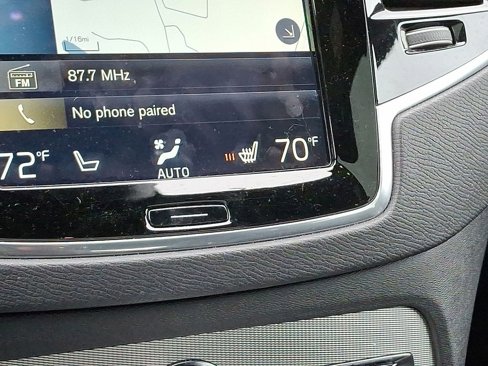 1/16mi
FM
87.7 MHz
No phone paired
72°F
AUTO
70°F